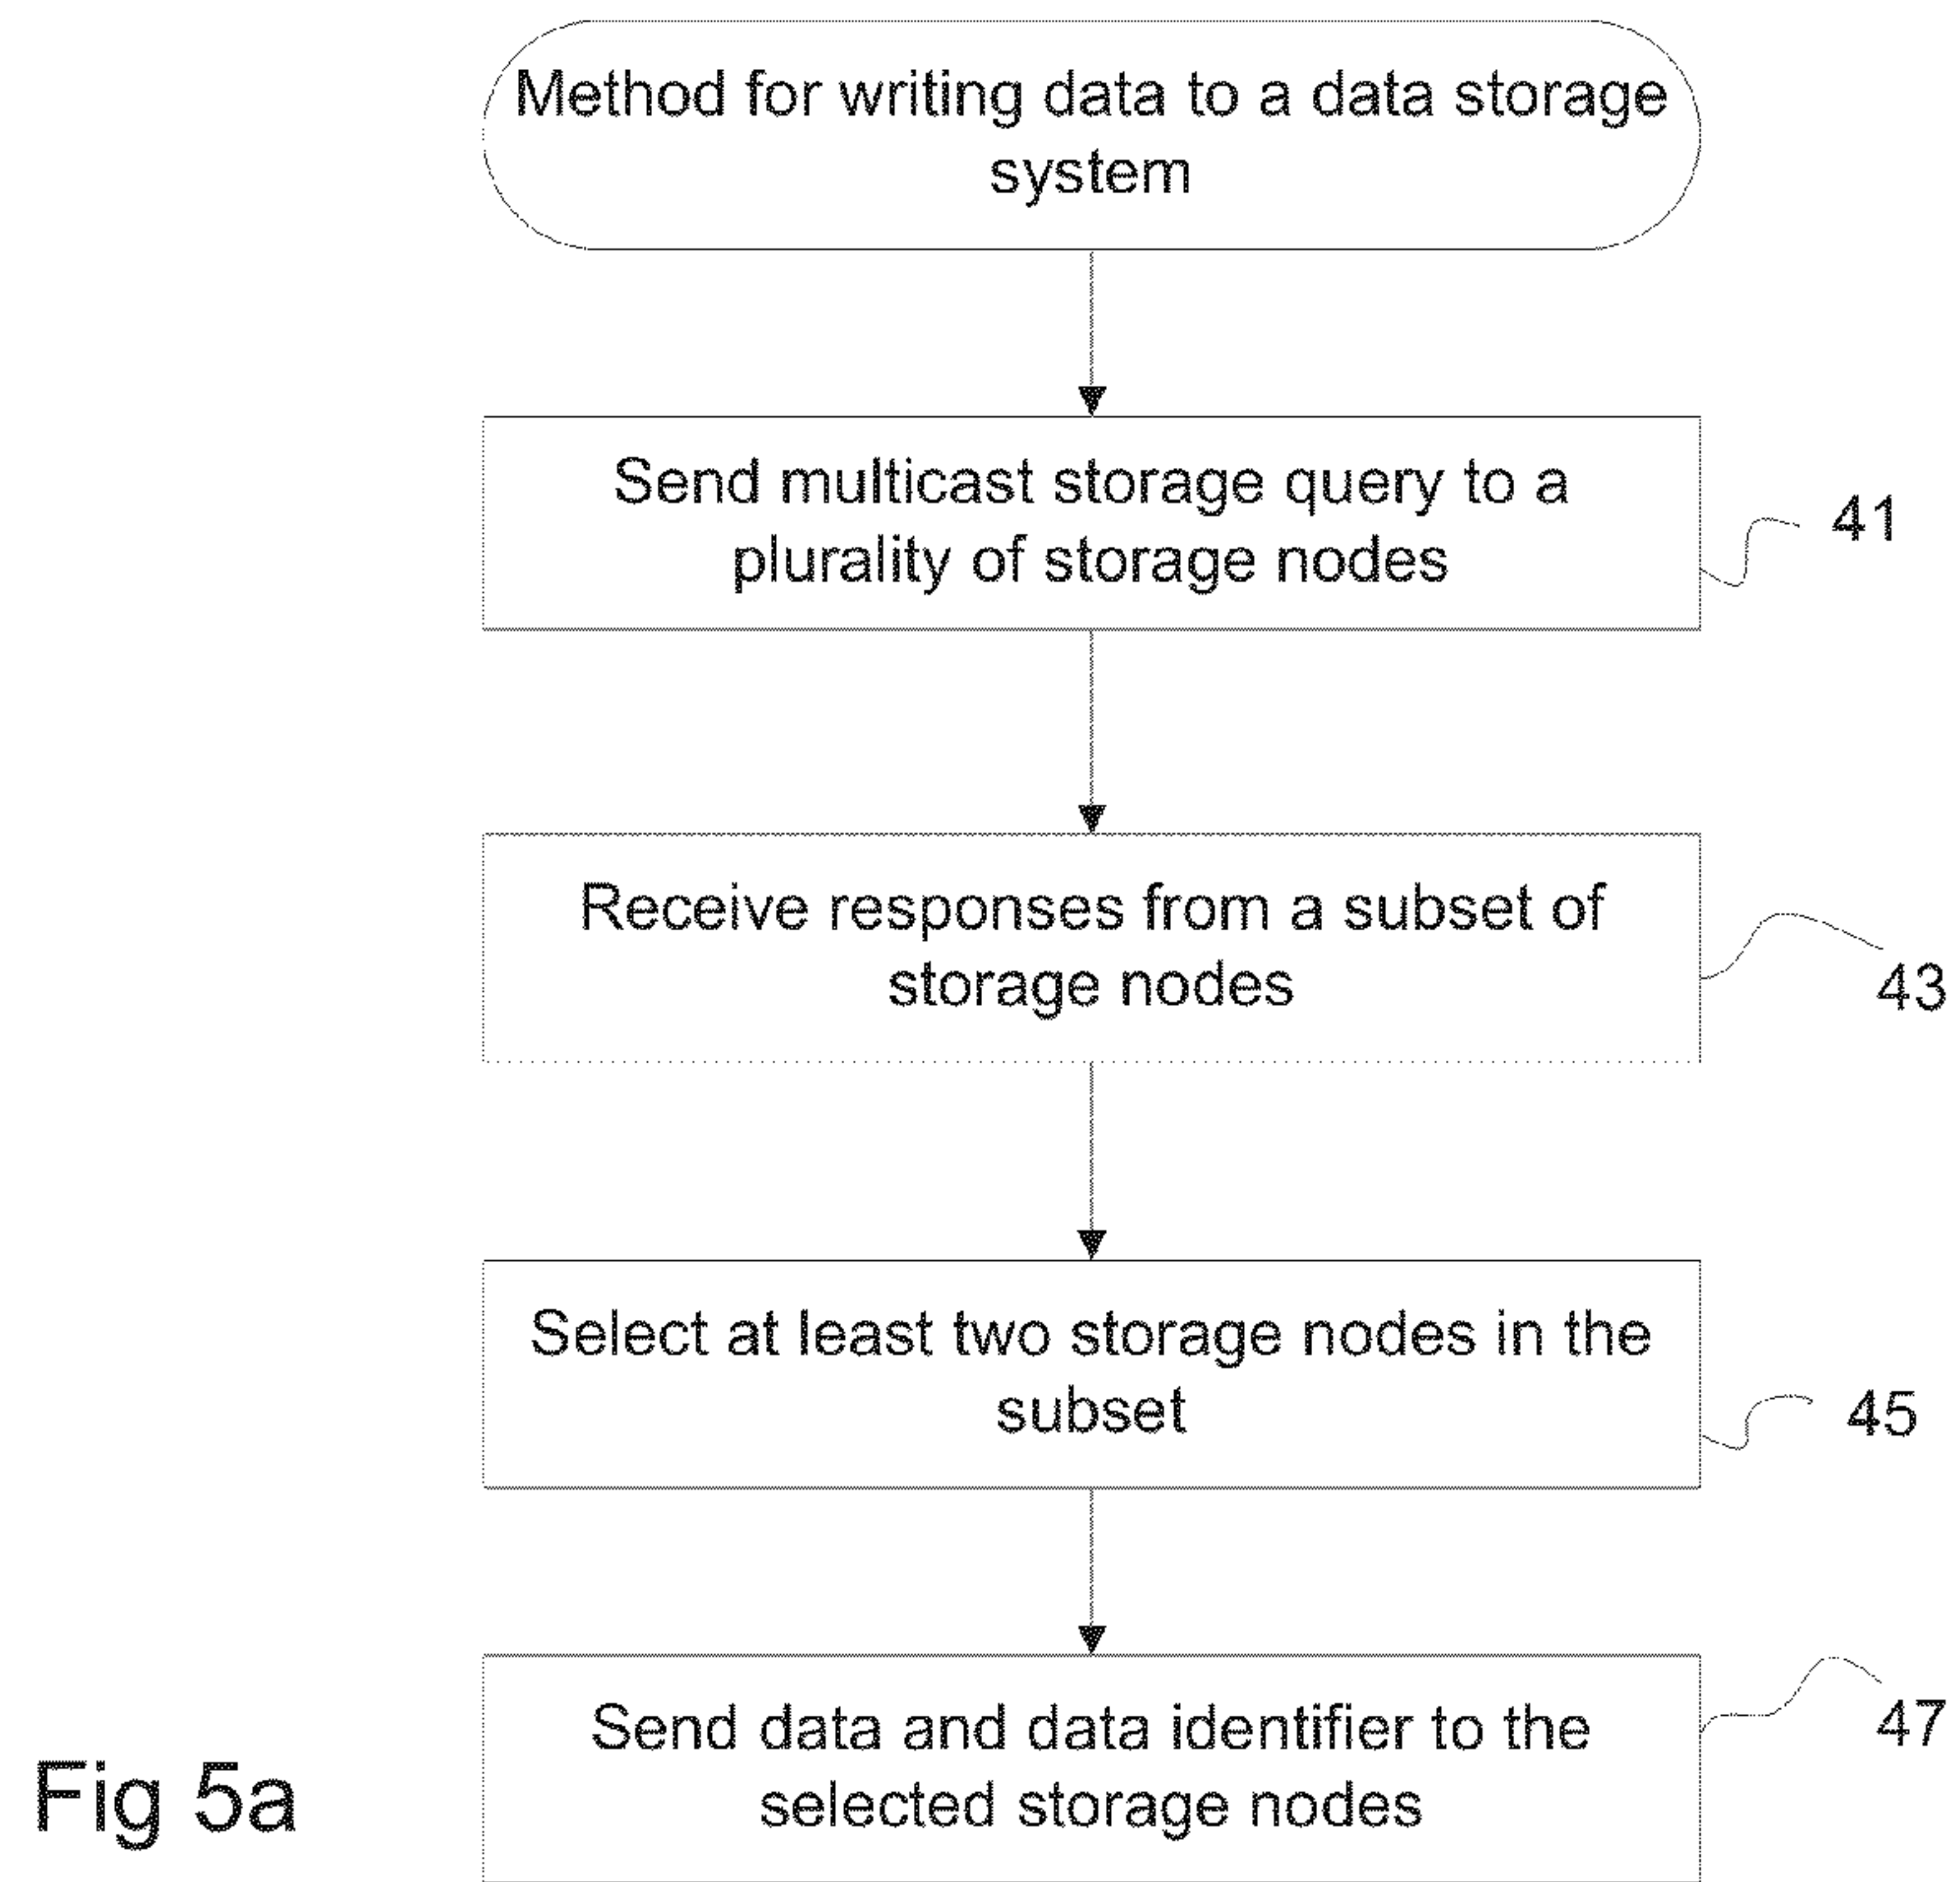 Method for writing data to a data storage
system
Send multicast storage query to a
plurality of storage nodes
41
Receive responses from a subset of
storage nodes
43
Select at least two storage nodes in the
subset
45
Send data and data identifier to the
selected storage nodes
47
Fig 5a